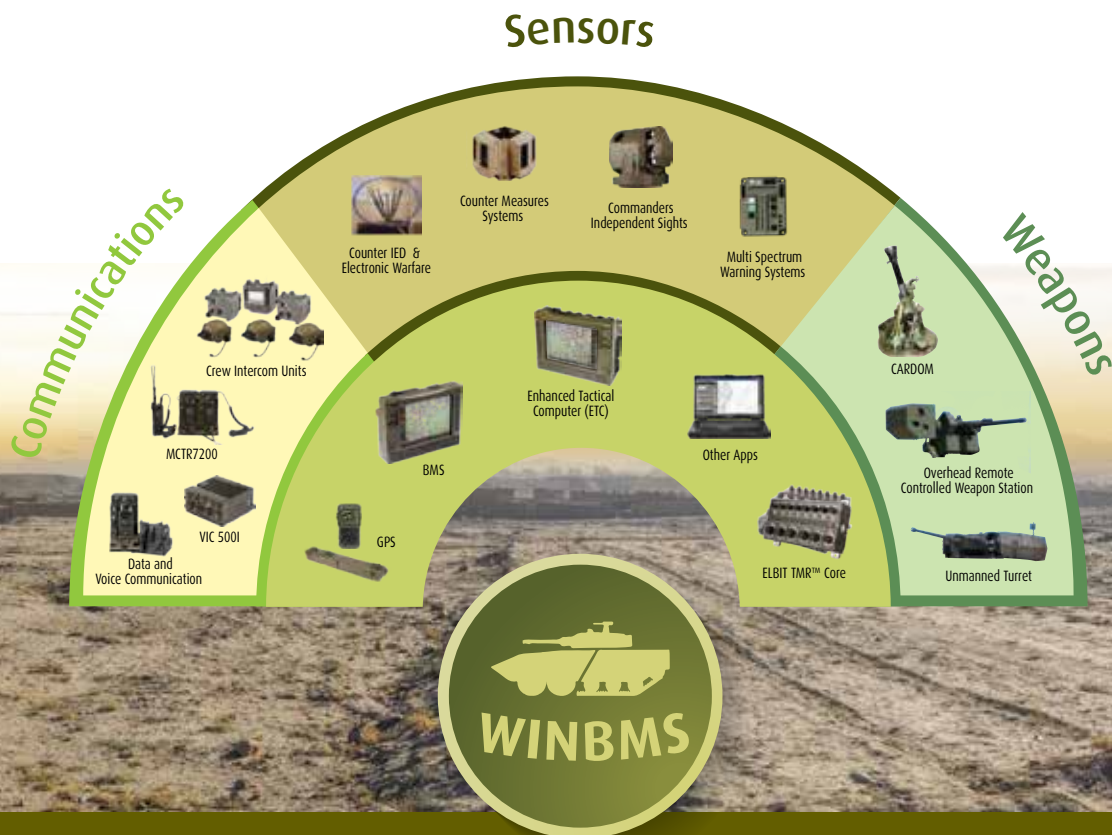 Sensors
Communications
Weapons
Counter IED &
Electronic Warfare
Counter Measures
Systems
Commanders
Independent Sights
Multi Spectrum
Warning Systems
Crew Intercom Units
MCTR7200
VIC 500I
Data and
Voice Communication
CARDOM
Overhead Remote
Controlled Weapon Station
Unmanned Turret
GPS
BMS
Enhanced Tactical
Computer (ETC)
Other Apps
ELBIT TMR™ Core
WINBMS